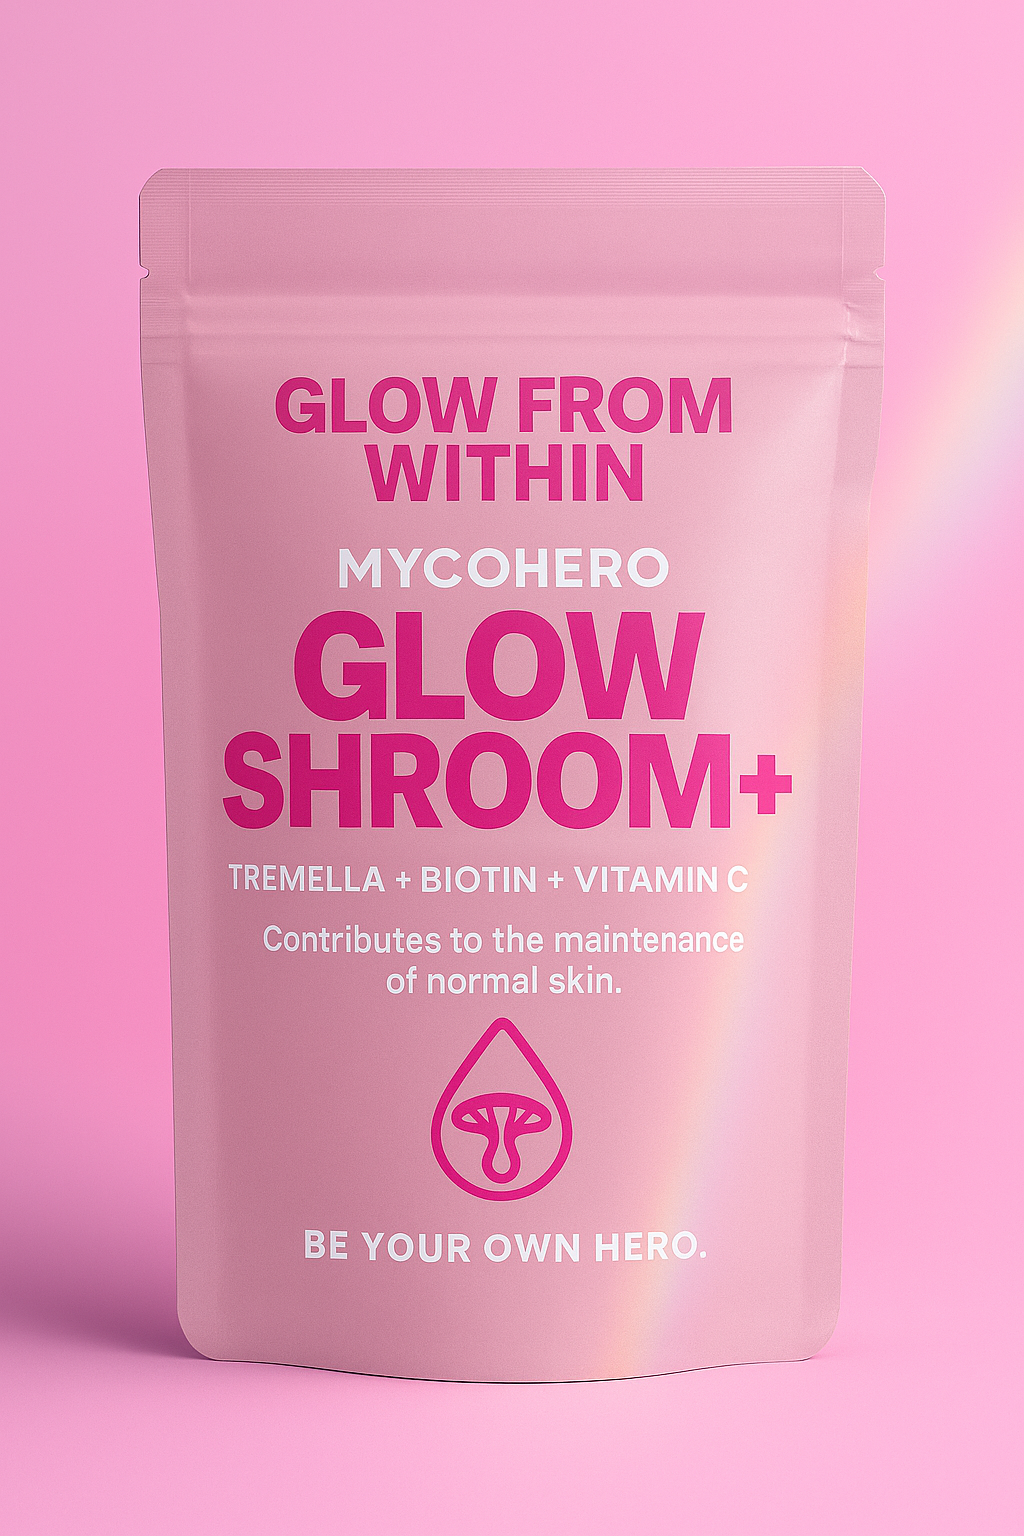 GLOW FROM
WITHIN
MYCOHERO
GLOW
SHROOM+
TREMELLA + BIOTIN + VITAMIN C
Contributes to the maintenance
of normal skin.
BE YOUR OWN HERO.